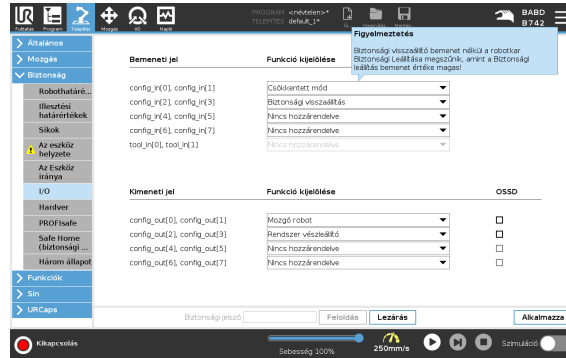 UR
Futtatás
Program
Telepítés
Mozgás
I/O
Napló
PROGRAM <névtelen>*
TELEPÍTÉS default_1*
BABD
B742
Figyelmeztetés
Biztonsági visszaállító bemenet nélkül a robotkar
Biztonsági Leállítása megszűnik, amint a Biztonsági
leállítás bemenet értéke magas!
Általános
Mozgás
Biztonság
Robothatáré...
Illesztési
határértékek
Síkok
Az eszköz
helyzete
Az Eszköz
iránya
I/O
Hardver
PROFIsafe
Safe Home
(biztonsági ...
Három állapot
Funkciók
Sín
URCaps
Bemeneti jel Funkció kijelölése
config_in[0], config_in[1] Csökkentett mód
config_in[2], config_in[3] Biztonsági visszaállítás
config_in[4], config_in[5] Nincs hozzárendelve
config_in[6], config_in[7] Nincs hozzárendelve
tool_in[0], tool_in[1] Nincs hozzárendelve
Kimeneti jel Funkció kijelölése OSSD
config_out[0], config_out[1] Mozgó robot
config_out[2], config_out[3] Rendszer vészleállító
config_out[4], config_out[5] Nincs hozzárendelve
config_out[6], config_out[7] Nincs hozzárendelve
Biztonsági jelszó Feloldás Lezárás Alkalmazza
Kikapcsolás
Sebesség 100%
250mm/s
Szimuláció